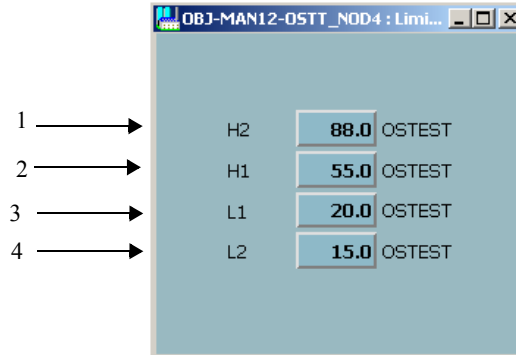 OBJ-MAN12-OSTT_NOD4 : Limi...
1 H2 88.0 OSTEST
2 H1 55.0 OSTEST
3 L1 20.0 OSTEST
4 L2 15.0 OSTEST